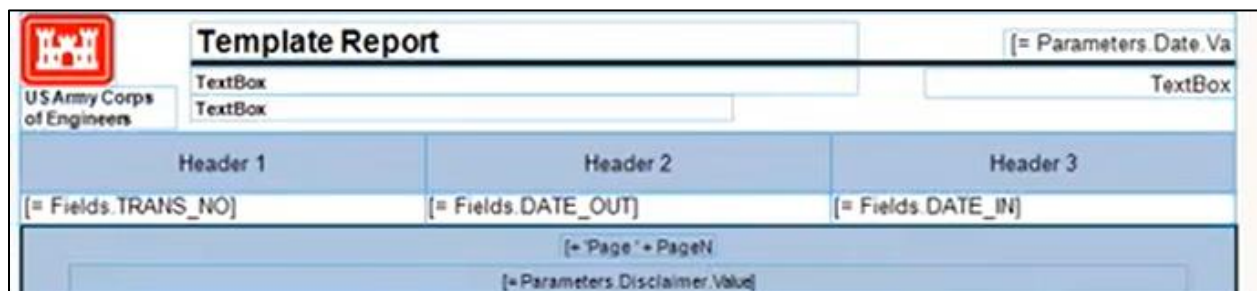 Template Report [= Parameters.Date.Va
TextBox TextBox
US Army Corps
of Engineers
TextBox
Header 1 Header 2 Header 3
[= Fields.TRANS_NO] [= Fields.DATE_OUT] [= Fields.DATE_IN]
[= 'Page ' + PageN
[= Parameters.Disclaimer.Value]